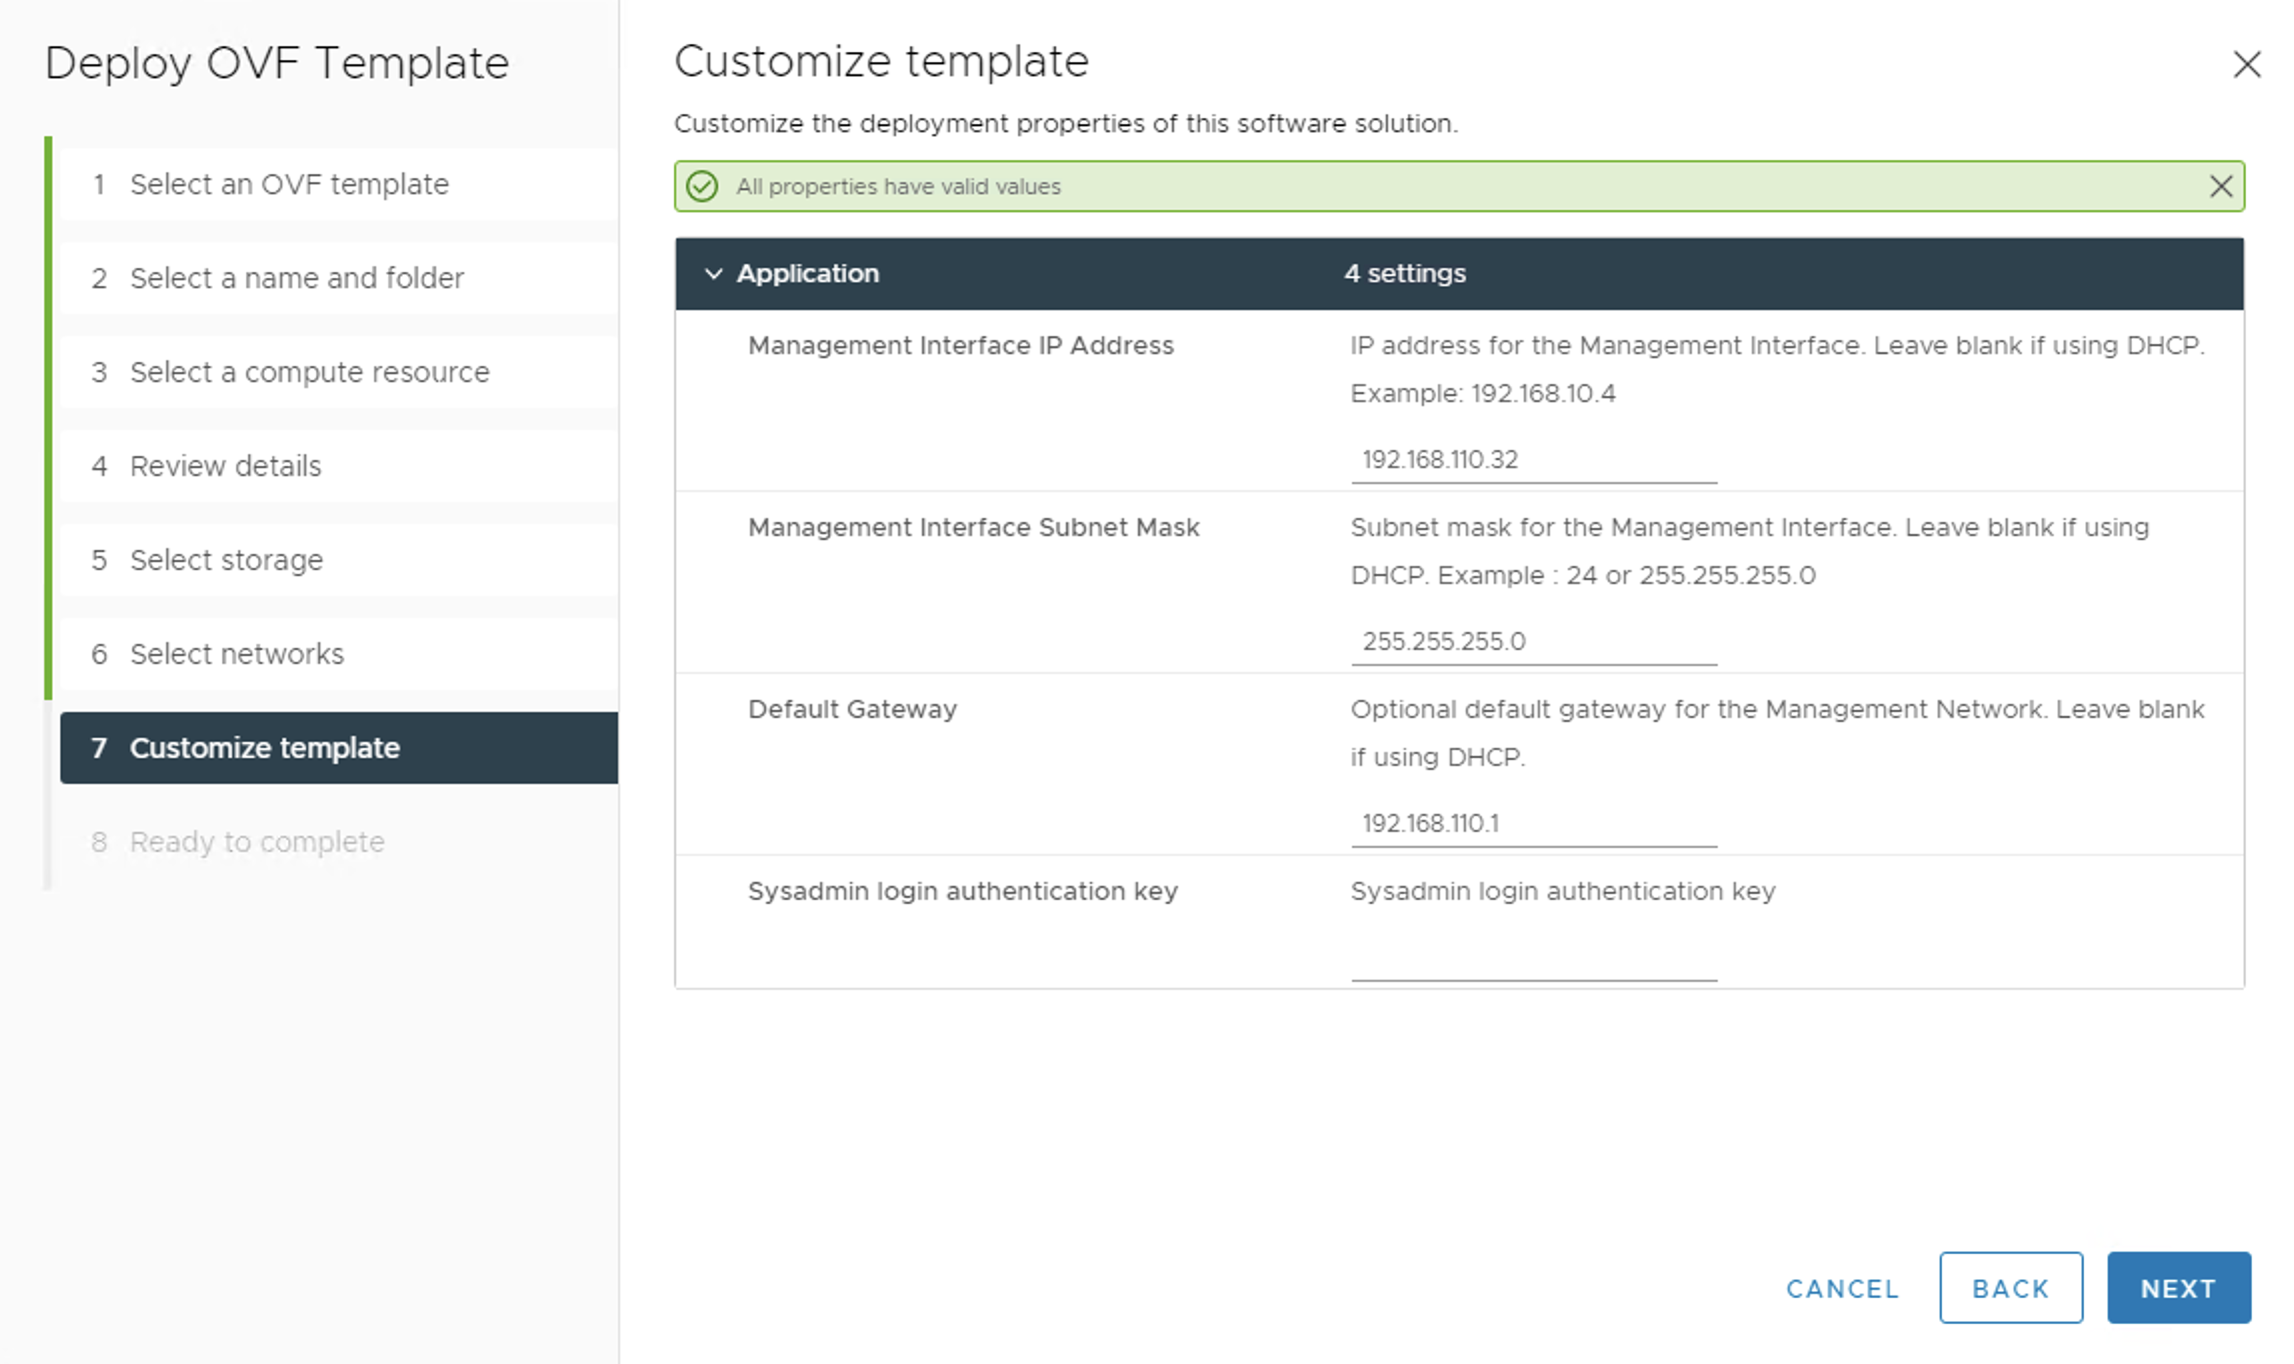 Deploy OVF Template
1 Select an OVF template
2 Select a name and folder
3 Select a compute resource
4 Review details
5 Select storage
6 Select networks
7 Customize template
8 Ready to complete
Customize template
Customize the deployment properties of this software solution.
All properties have valid values
Application 4 settings
Management Interface IP Address
IP address for the Management Interface. Leave blank if using DHCP.
Example: 192.168.10.4
192.168.110.32
Management Interface Subnet Mask
Subnet mask for the Management Interface. Leave blank if using
DHCP. Example : 24 or 255.255.255.0
255.255.255.0
Default Gateway
Optional default gateway for the Management Network. Leave blank
if using DHCP.
192.168.110.1
Sysadmin login authentication key
Sysadmin login authentication key
CANCEL BACK NEXT